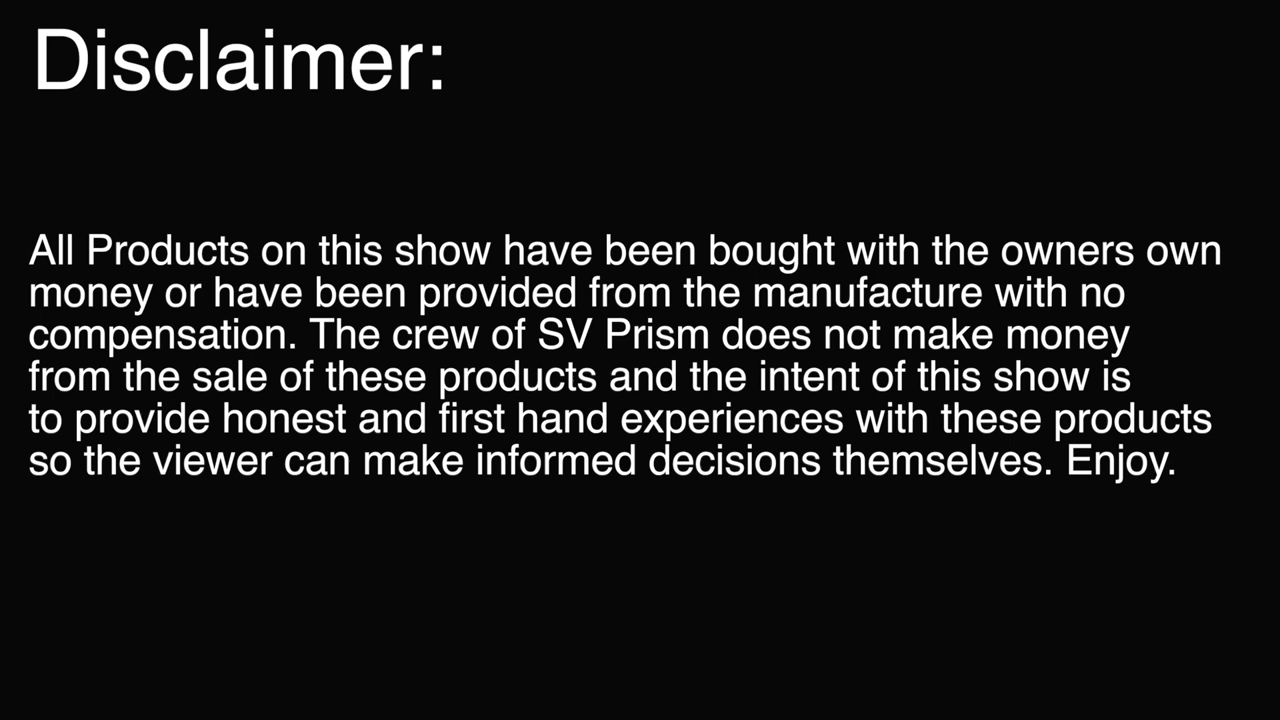 Disclaimer:
All Products on this show have been bought with the owners own
money or have been provided from the manufacture with no
compensation. The crew of SV Prism does not make money
from the sale of these products and the intent of this show is
to provide honest and first hand experiences with these products
so the viewer can make informed decisions themselves. Enjoy.